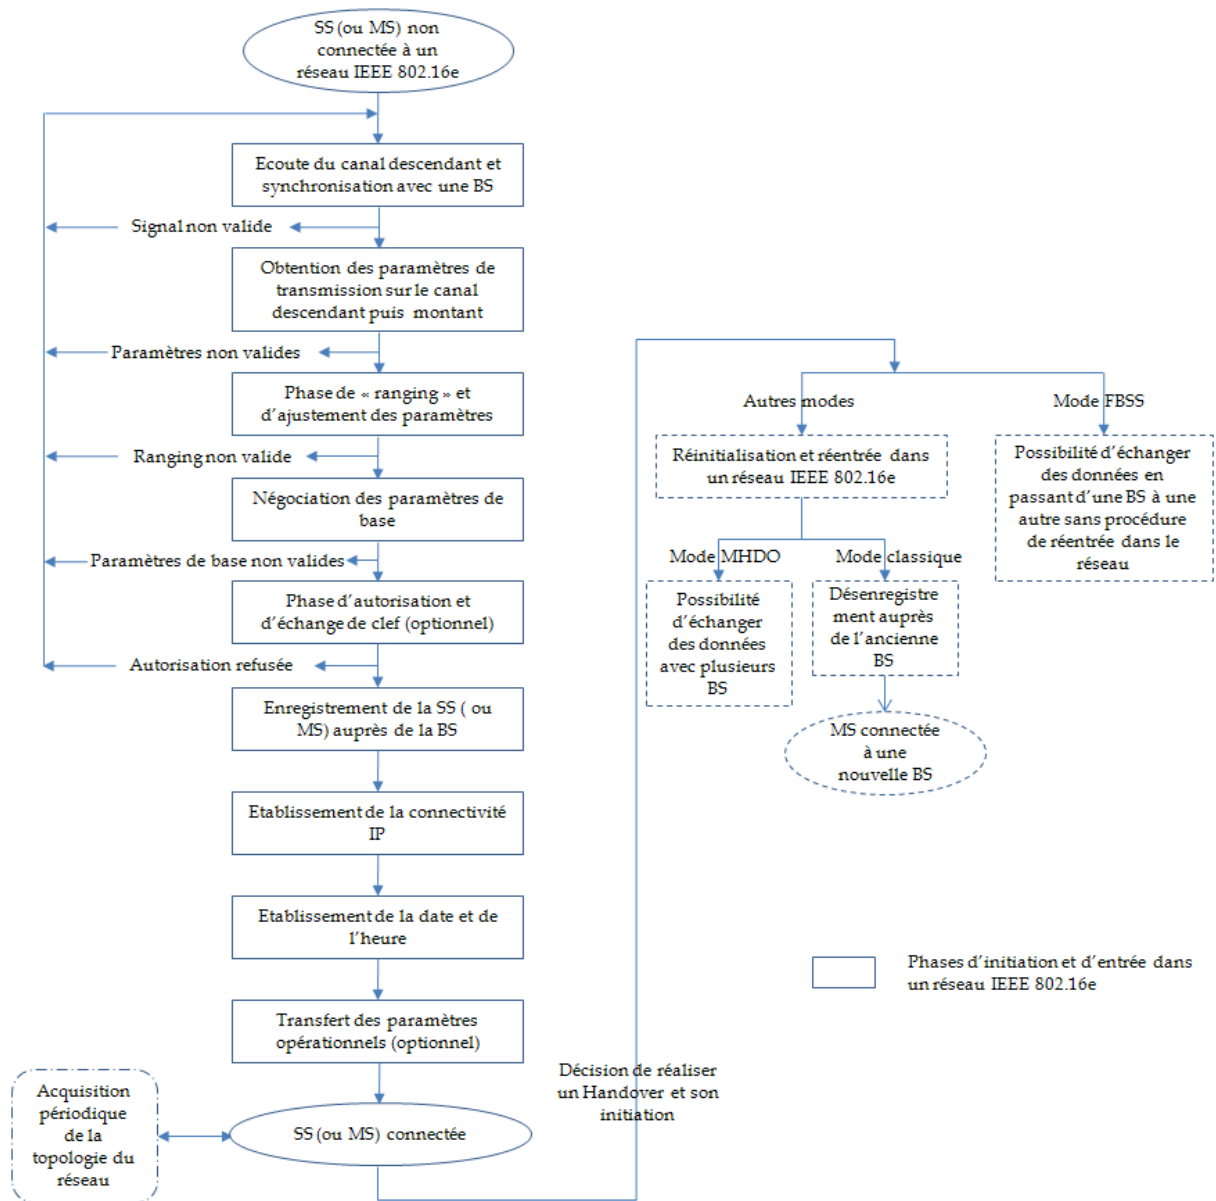 SS (ou MS) non
connectée à un
réseau IEEE 802.16e
Ecoute du canal descendant et
synchronisation avec une BS
Signal non valide
Obtention des paramètres de
transmission sur le canal
descendant puis montant
Paramètres non valides
Phase de « ranging » et
d'ajustement des paramètres
Ranging non valide
Négociation des paramètres de
base
Paramètres de base non valides
Phase d'autorisation et
d'échange de clef (optionnel)
Autorisation refusée
Enregistrement de la SS ( ou
MS) auprès de la BS
Etablissement de la connectivité
IP
Etablissement de la date et de
l'heure
Transfert des paramètres
opérationnels (optionnel)
SS (ou MS) connectée
Acquisition
périodique
de la
topologie du
réseau
Décision de réaliser
un Handover et son
initiation
Autres modes
Mode FBSS
Réinitialisation et réentrée dans
un réseau IEEE 802.16e
Possibilité d'échanger
des données en
passant d'une BS à une
autre sans procédure
de réentrée dans le
réseau
Mode MHDO
Mode classique
Possibilité
d'échanger
des données
avec plusieurs
BS
Désenregistre
ment auprès
de l'ancienne
BS
MS connectée
à une
nouvelle BS
Phases d'initiation et d'entrée dans
un réseau IEEE 802.16e